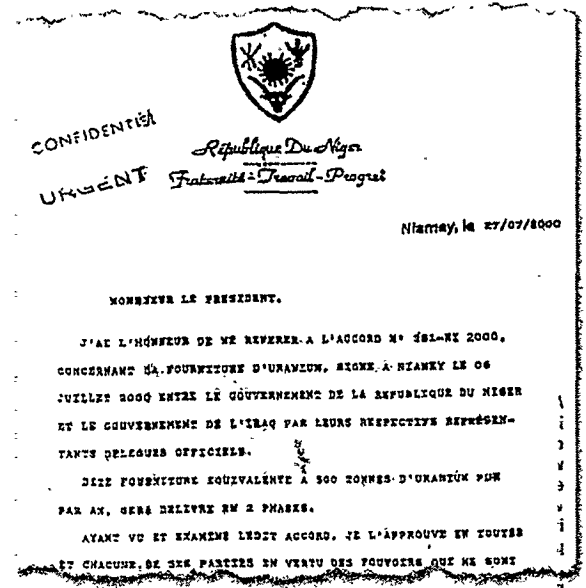 CONFIDENTIEL
URGENT
République Du Niger
Fraternité-Travail-Progrès
Niamey, le 27/07/2000
MONSIEUR LE PRESIDENT.
J'AI L'HONNEUR DE ME REFERER A L'ACCORD N° 381-NI 2000,
CONCERNANT LA FOURNITURE D'URANIUM, SIGNE A NIAMEY LE 06
JUILLET 2000 ENTRE LE GOUVERNEMENT DE LA REPUBLIQUE DU NIGER
ET LE GOUVERNEMENT DE L'IRAQ PAR LEURS RESPECTIVE REPRESEN-
TANTS DELEGUES OFFICIELS.
DITE FOURNITURE EQUIVALENTE A 500 TONNES D'URANIUM PUR
PAR AN, SERA DELIVRE EN 2 PHASES.
AYANT VU ET EXAMINE LEDIT ACCORD, JE L'APPROUVE EN TOUTES
ET CHACUNE DE SES PARTIES EN VERTU DES POUVOIRS QUI ME SONT